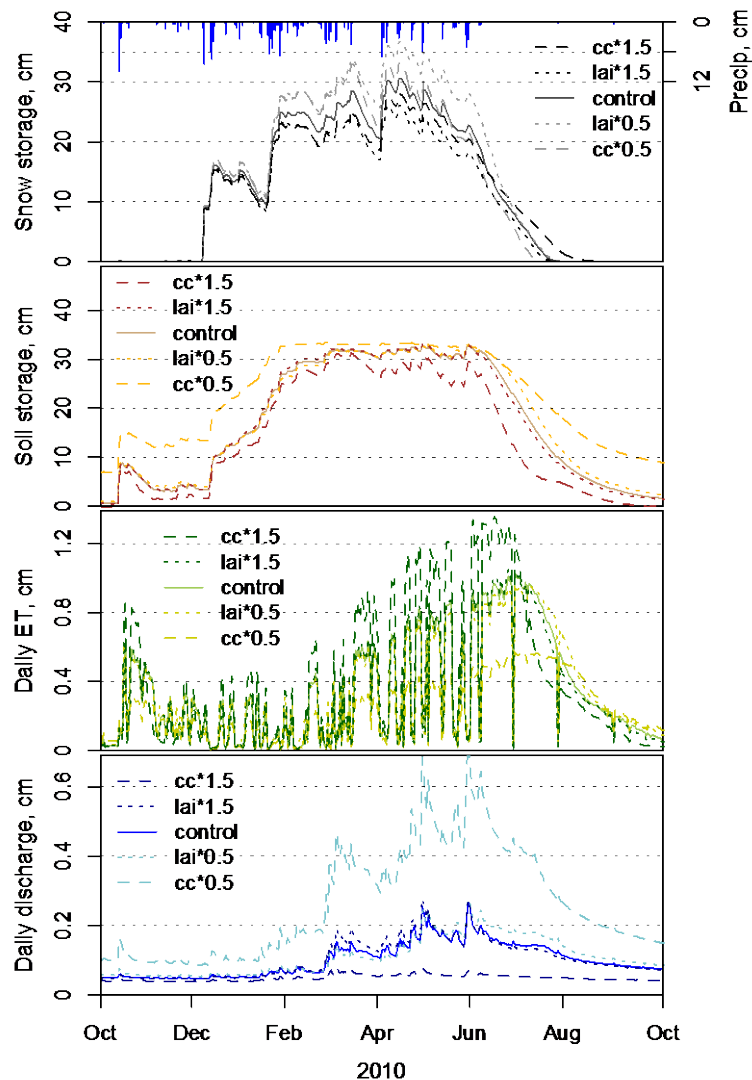 40
30
20
10
0
Snow storage, cm
cc*1.5
lai*1.5
control
lai*0.5
cc*0.5
0
12
Precip, cm
40
30
20
10
0
Soil storage, cm
cc*1.5
lai*1.5
control
lai*0.5
cc*0.5
1.2
0.8
0.4
0
Daily ET, cm
cc*1.5
lai*1.5
control
lai*0.5
cc*0.5
0.6
0.4
0.2
0
Daily discharge, cm
cc*1.5
lai*1.5
control
lai*0.5
cc*0.5
Oct Dec Feb Apr Jun Aug Oct
2010